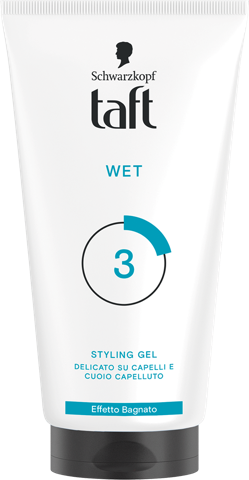 Schwarzkopf
taft
WET
3
STYLING GEL
DELICATO SU CAPELLI E
CUOIO CAPELLUTO
Effetto Bagnato